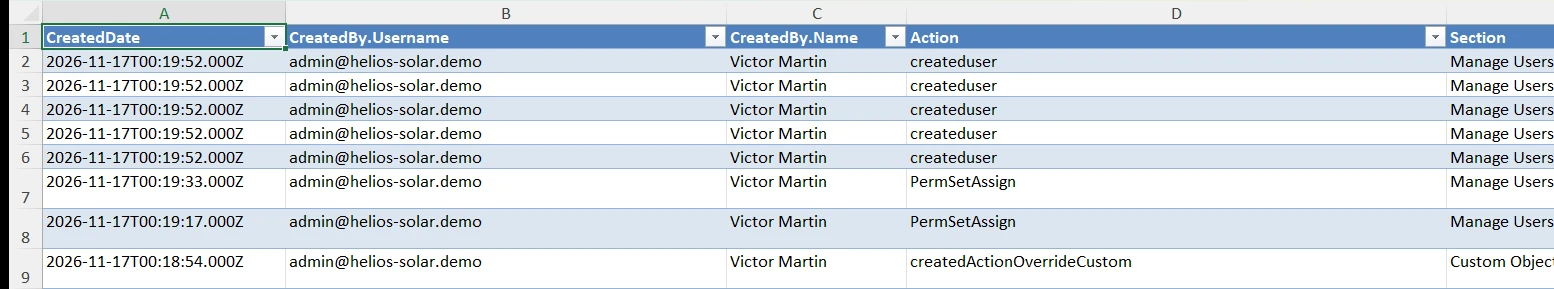 A B C D
1 CreatedDate CreatedBy.Username CreatedBy.Name Action Section
2 2026-11-17T00:19:52.000Z admin@helios-solar.demo Victor Martin createduser Manage Users
3 2026-11-17T00:19:52.000Z admin@helios-solar.demo Victor Martin createduser Manage Users
4 2026-11-17T00:19:52.000Z admin@helios-solar.demo Victor Martin createduser Manage Users
5 2026-11-17T00:19:52.000Z admin@helios-solar.demo Victor Martin createduser Manage Users
6 2026-11-17T00:19:52.000Z admin@helios-solar.demo Victor Martin createduser Manage Users
7 2026-11-17T00:19:33.000Z admin@helios-solar.demo Victor Martin PermSetAssign Manage Users
8 2026-11-17T00:19:17.000Z admin@helios-solar.demo Victor Martin PermSetAssign Manage Users
9 2026-11-17T00:18:54.000Z admin@helios-solar.demo Victor Martin createdActionOverrideCustom Custom Objec